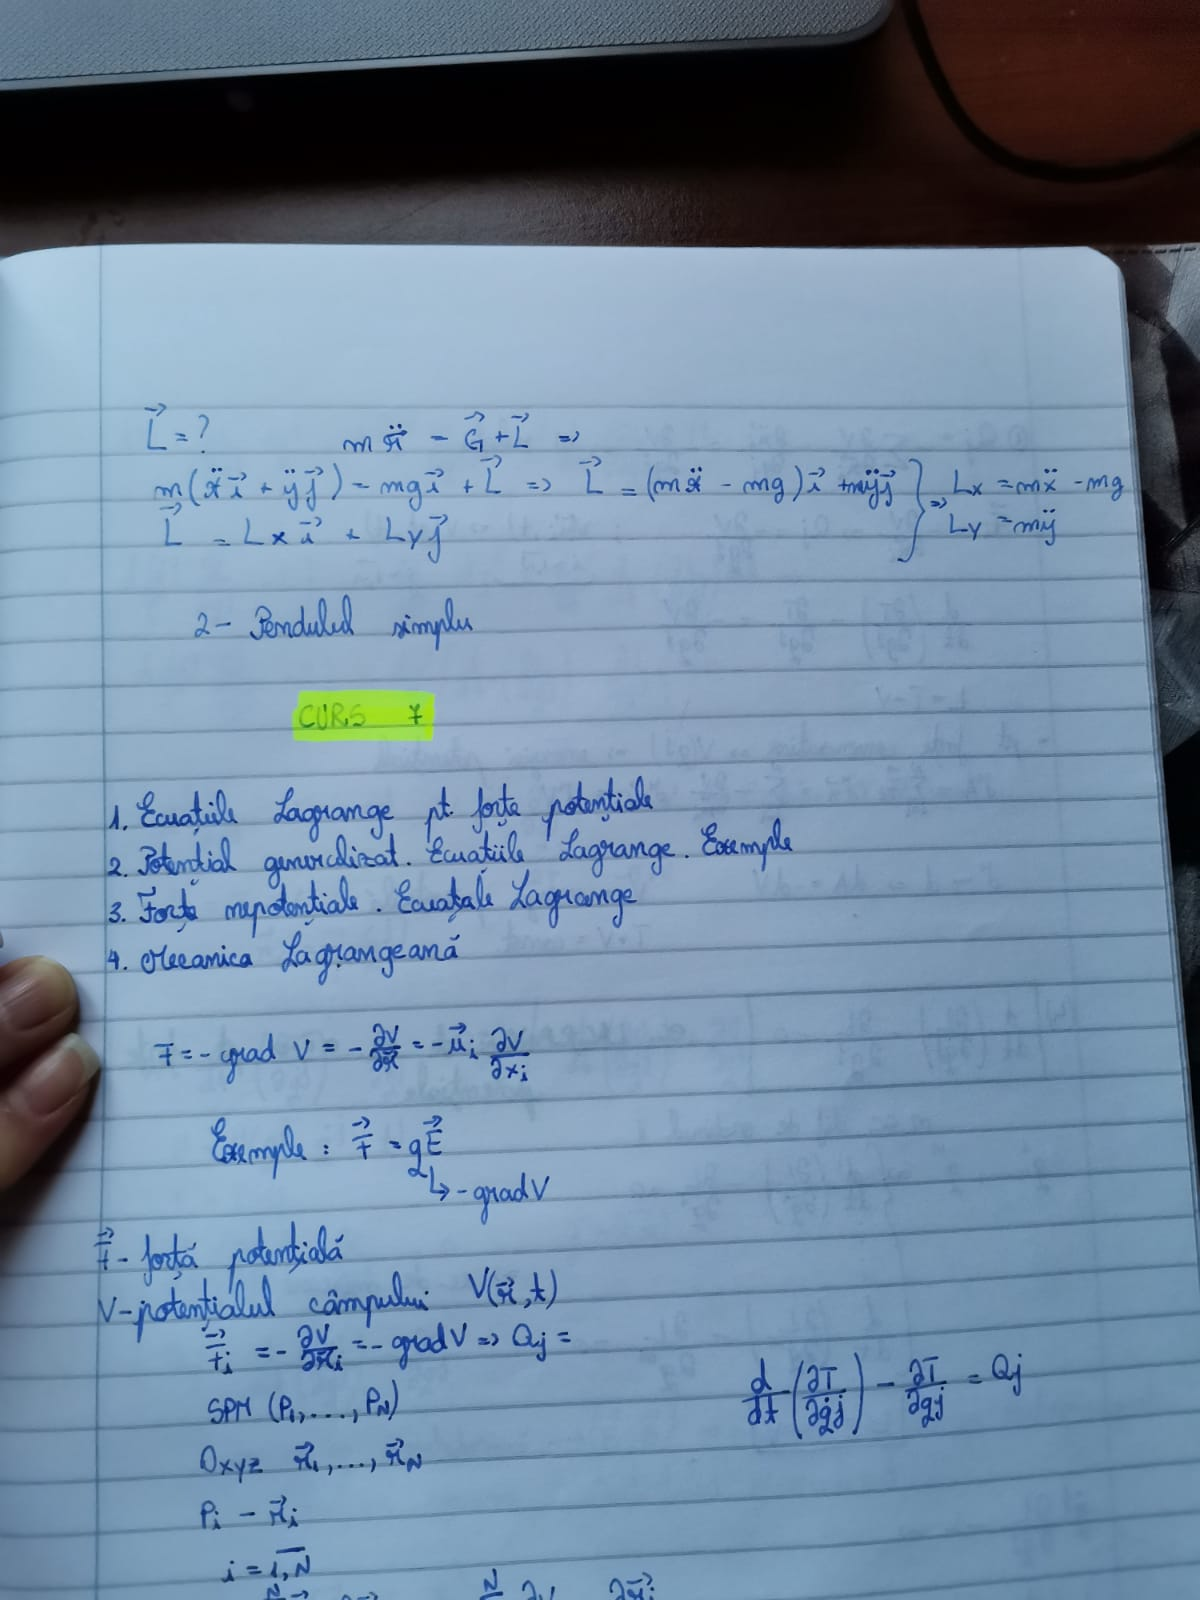 L⃗ = ? m r̈⃗ = G⃗ + L⃗ =>
m(ẍ i⃗ + ÿ j⃗) = mg i⃗ + L⃗ => L⃗ = (mẍ - mg) i⃗ + mÿ j⃗ } => Lx = mẍ - mg
L⃗ = Lx i⃗ + Ly j⃗ Ly = mÿ
2- Pendulul simplu
CURS 7
1. Ecuațiile Lagrange pt. forțe potențiale
2. Potențial generalizat. Ecuațiile Lagrange. Exemple
3. Forțe nepotențiale. Ecuațiile Lagrange
4. Mecanica Lagrangeană
F = - grad V = - ∂V/∂r⃗ = - u⃗i ∂V/∂xi
Exemple: F⃗ = qE⃗
↳ - grad V
F⃗ - forță potențială
V - potențialul câmpului V(r⃗, t)
F⃗i = - ∂V/∂r⃗i = - grad V => Qj =
SPM (P1, ..., PN) d/dt (∂T/∂q̇j) - ∂T/∂qj = Qj
Oxyz r⃗1, ..., r⃗N
Pi - r⃗i
i = 1,N